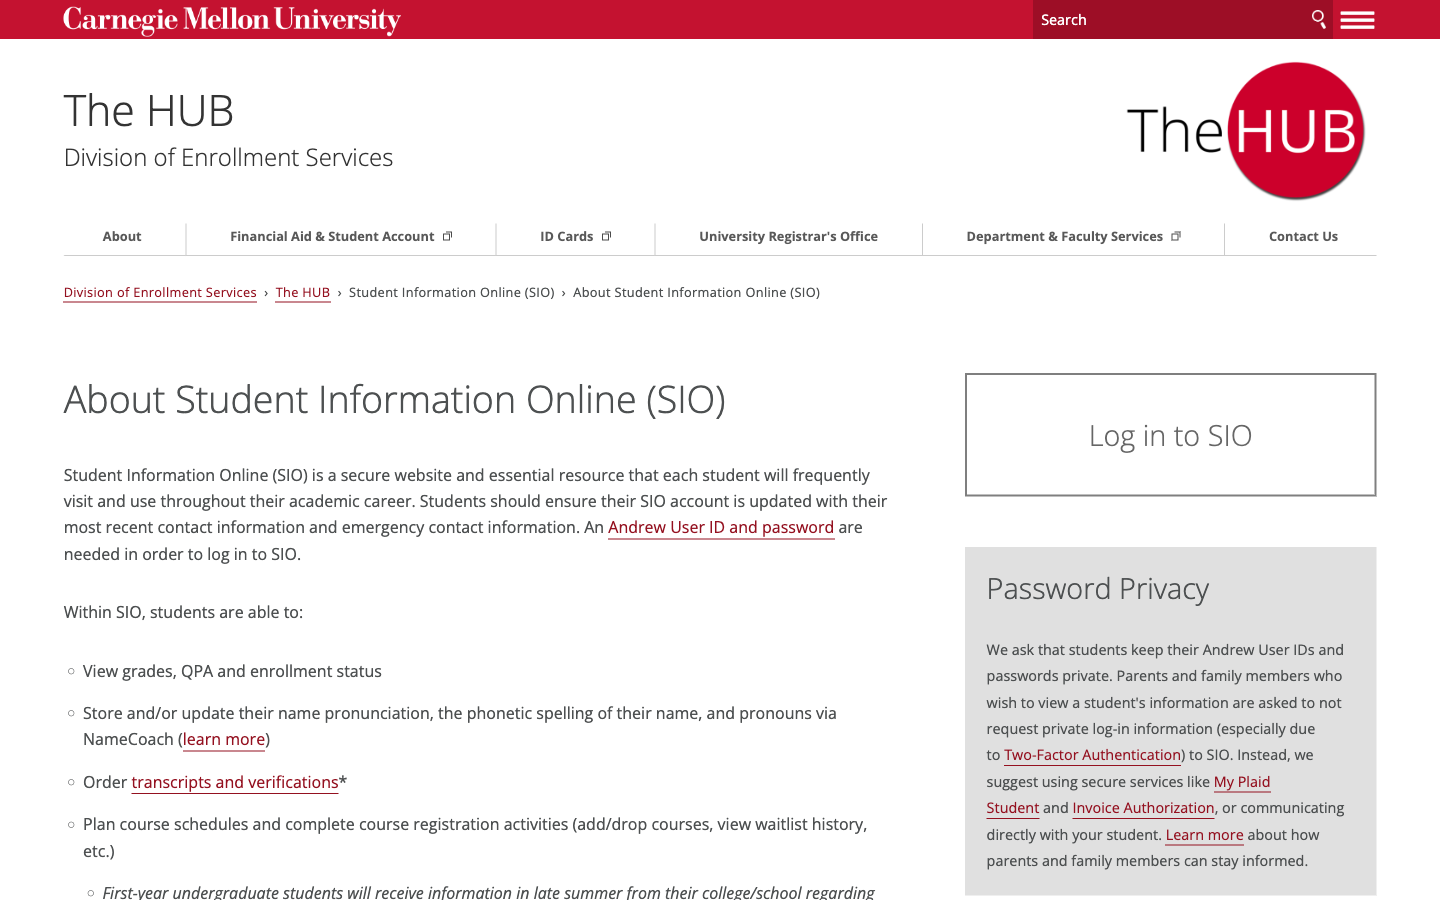 Carnegie Mellon University
Search
The HUB
Division of Enrollment Services
The HUB
About
Financial Aid & Student Account
ID Cards
University Registrar's Office
Department & Faculty Services
Contact Us
Division of Enrollment Services › The HUB › Student Information Online (SIO) › About Student Information Online (SIO)
About Student Information Online (SIO)
Student Information Online (SIO) is a secure website and essential resource that each student will frequently
visit and use throughout their academic career. Students should ensure their SIO account is updated with their
most recent contact information and emergency contact information. An Andrew User ID and password are
needed in order to log in to SIO.
Within SIO, students are able to:
View grades, QPA and enrollment status
Store and/or update their name pronunciation, the phonetic spelling of their name, and pronouns via
NameCoach (learn more)
Order transcripts and verifications*
Plan course schedules and complete course registration activities (add/drop courses, view waitlist history,
etc.)
First-year undergraduate students will receive information in late summer from their college/school regarding
Log in to SIO
Password Privacy
We ask that students keep their Andrew User IDs and
passwords private. Parents and family members who
wish to view a student's information are asked to not
request private log-in information (especially due
to Two-Factor Authentication) to SIO. Instead, we
suggest using secure services like My Plaid
Student and Invoice Authorization, or communicating
directly with your student. Learn more about how
parents and family members can stay informed.